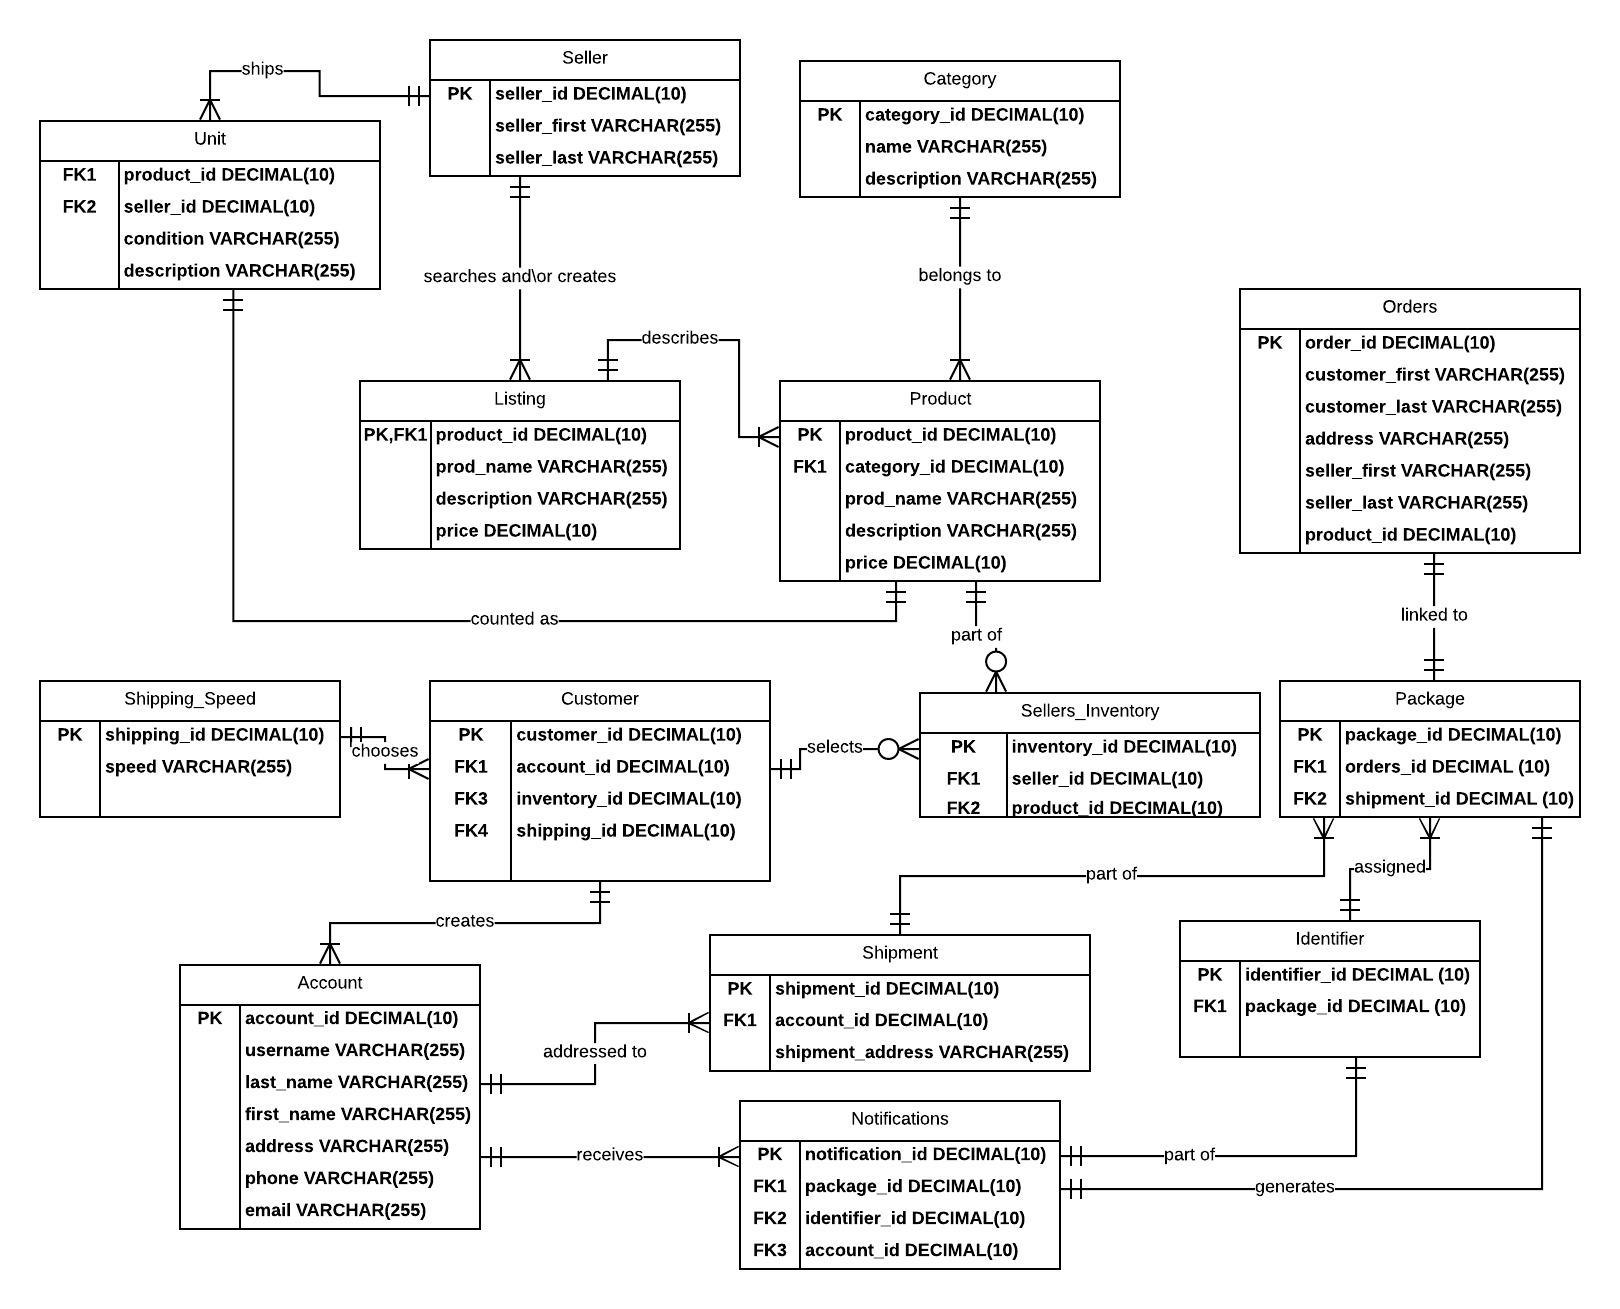 Seller
PK seller_id DECIMAL(10)
seller_first VARCHAR(255)
seller_last VARCHAR(255)
ships
Category
PK category_id DECIMAL(10)
name VARCHAR(255)
description VARCHAR(255)
Unit
FK1 product_id DECIMAL(10)
FK2 seller_id DECIMAL(10)
condition VARCHAR(255)
description VARCHAR(255)
searches and\or creates
belongs to
Orders
PK order_id DECIMAL(10)
customer_first VARCHAR(255)
customer_last VARCHAR(255)
address VARCHAR(255)
seller_first VARCHAR(255)
seller_last VARCHAR(255)
product_id DECIMAL(10)
describes
Listing
PK,FK1 product_id DECIMAL(10)
prod_name VARCHAR(255)
description VARCHAR(255)
price DECIMAL(10)
Product
PK product_id DECIMAL(10)
FK1 category_id DECIMAL(10)
prod_name VARCHAR(255)
description VARCHAR(255)
price DECIMAL(10)
counted as
part of
linked to
Shipping_Speed
PK shipping_id DECIMAL(10)
speed VARCHAR(255)
chooses
Customer
PK customer_id DECIMAL(10)
FK1 account_id DECIMAL(10)
FK3 inventory_id DECIMAL(10)
FK4 shipping_id DECIMAL(10)
selects
Sellers_Inventory
PK inventory_id DECIMAL(10)
FK1 seller_id DECIMAL(10)
FK2 product_id DECIMAL(10)
Package
PK package_id DECIMAL(10)
FK1 orders_id DECIMAL (10)
FK2 shipment_id DECIMAL (10)
part of
assigned
creates
Account
PK account_id DECIMAL(10)
username VARCHAR(255)
last_name VARCHAR(255)
first_name VARCHAR(255)
address VARCHAR(255)
phone VARCHAR(255)
email VARCHAR(255)
Shipment
PK shipment_id DECIMAL(10)
FK1 account_id DECIMAL(10)
shipment_address VARCHAR(255)
Identifier
PK identifier_id DECIMAL (10)
FK1 package_id DECIMAL (10)
addressed to
receives
Notifications
PK notification_id DECIMAL(10)
FK1 package_id DECIMAL(10)
FK2 identifier_id DECIMAL(10)
FK3 account_id DECIMAL(10)
part of
generates